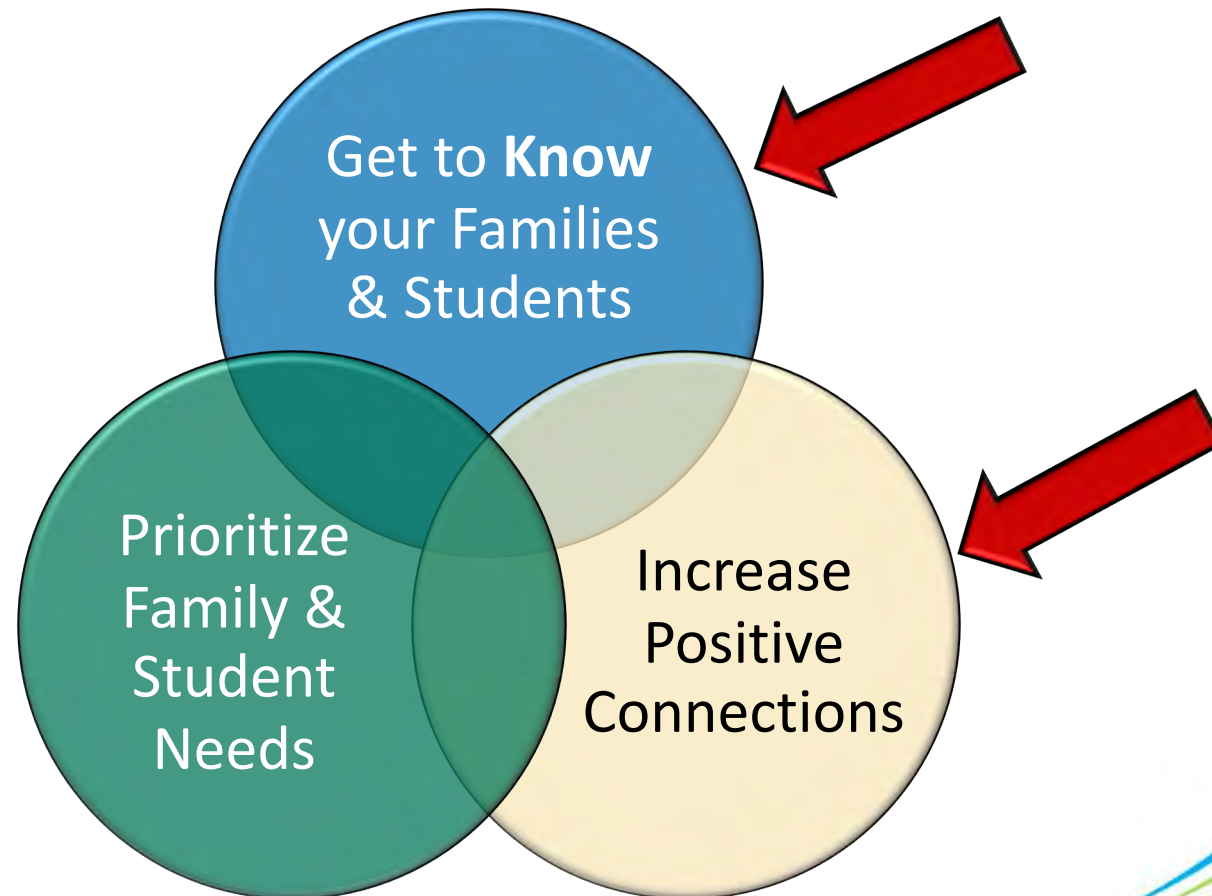 Get to Know
your Families
& Students
Prioritize
Family &
Student
Needs
Increase
Positive
Connections